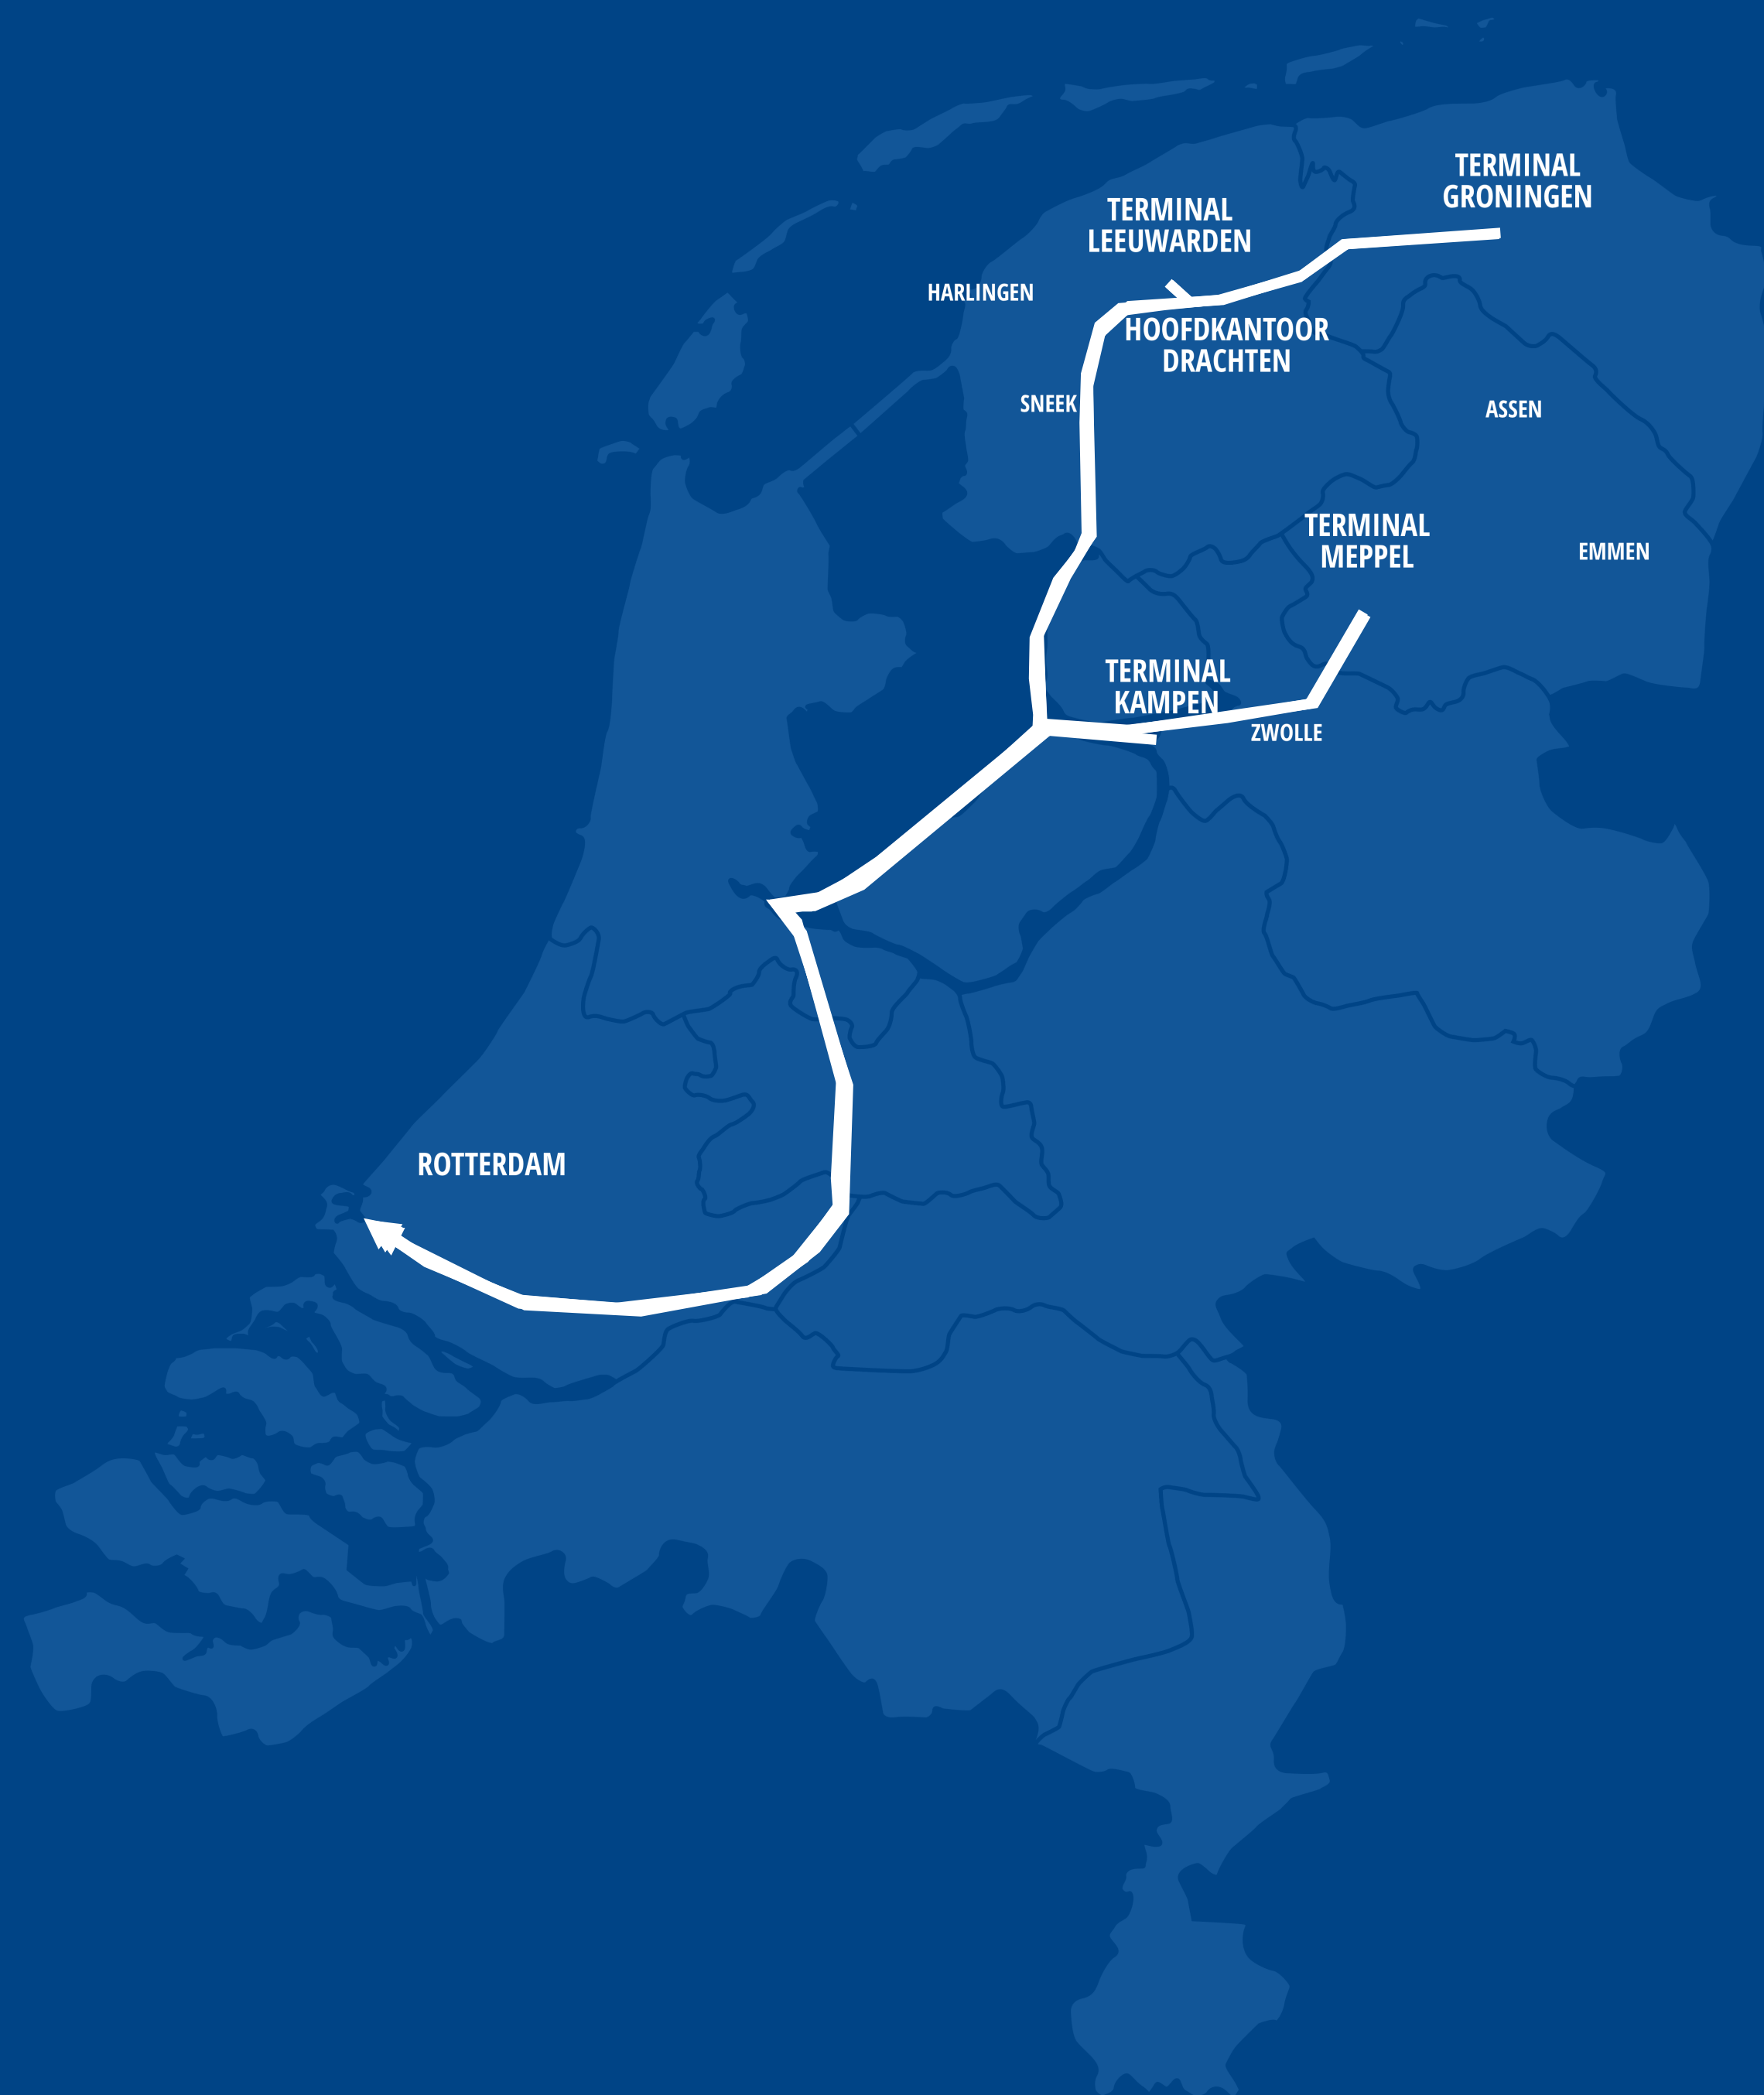 TERMINAL
GRONINGEN
TERMINAL
LEEUWARDEN
HARLINGEN
HOOFDKANTOOR
DRACHTEN
SNEEK
ASSEN
TERMINAL
MEPPEL
EMMEN
TERMINAL
KAMPEN
ZWOLLE
ROTTERDAM